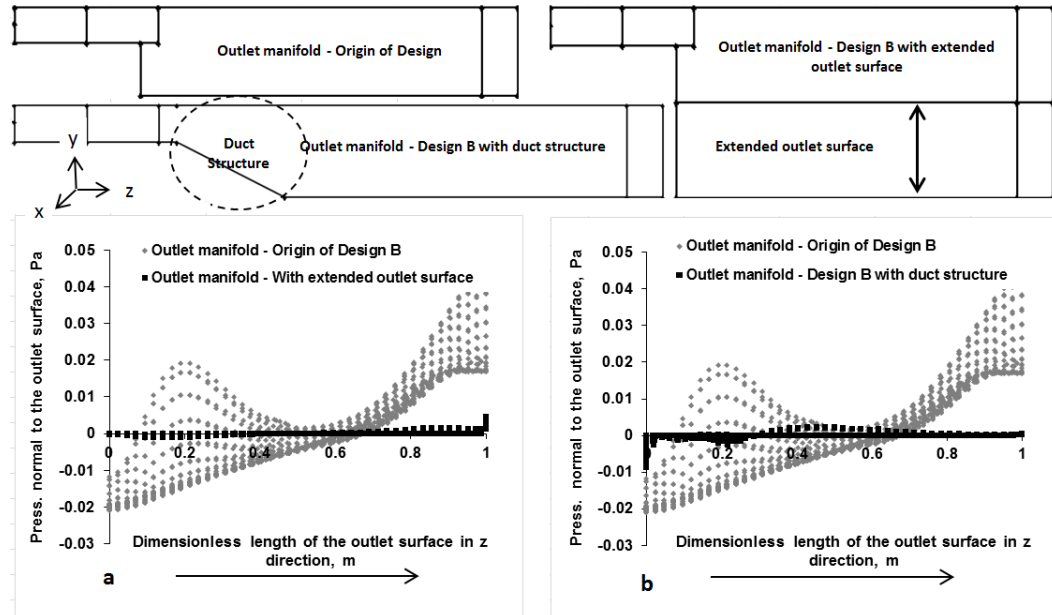 Outlet manifold - Origin of
Design
Outlet manifold - Design B with extended
outlet surface
Duct
Structure
Outlet manifold - Design B with duct structure
Extended outlet surface
y
z
x
Press. normal to the outlet surface, Pa
0.05
0.04
0.03
0.02
0.01
0
-0.01
-0.02
-0.03
Outlet manifold - Origin of Design B
Outlet manifold - With extended outlet surface
0 0.2 0.4 0.6 0.8 1
Dimensionless length of the outlet surface in z
direction, m
a
Press. normal to the outlet surface, Pa
0.05
0.04
0.03
0.02
0.01
0
-0.01
-0.02
-0.03
Outlet manifold - Origin of Design B
Outlet manifold - Design B with duct structure
0 0.2 0.4 0.6 0.8 1
Dimensionless length of the outlet surface in z
direction, m
b